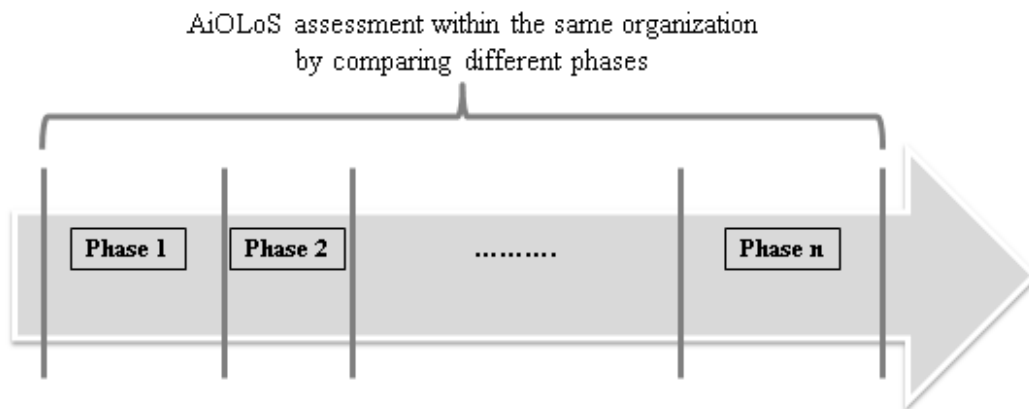 AiOLoS assessment within the same organization
by comparing different phases
Phase 1
Phase 2
……….
Phase n